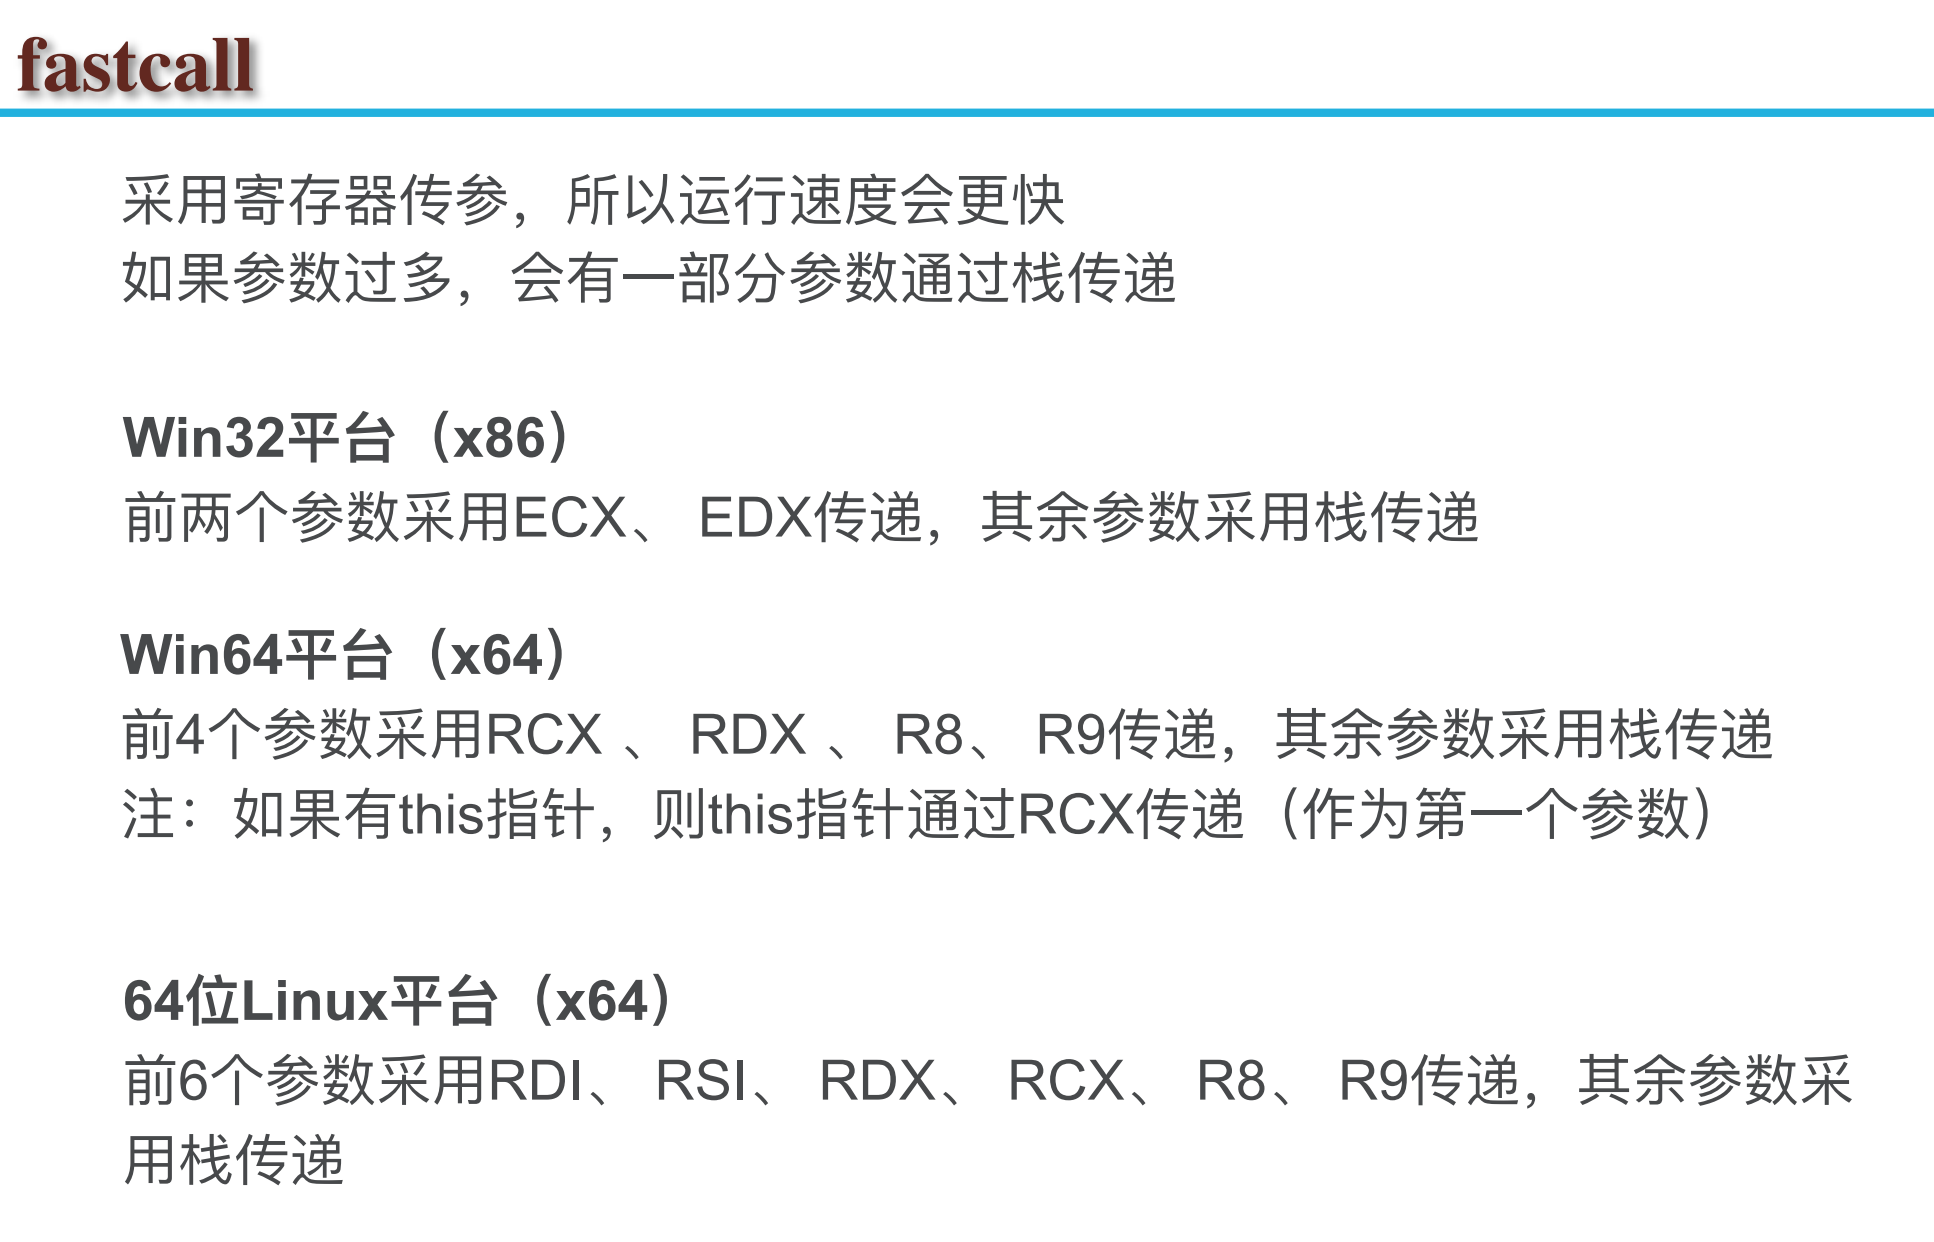 fastcall
采用寄存器传参，所以运行速度会更快
如果参数过多，会有一部分参数通过栈传递
Win32平台（x86）
前两个参数采用ECX、 EDX传递，其余参数采用栈传递
Win64平台（x64）
前4个参数采用RCX 、 RDX 、 R8、 R9传递，其余参数采用栈传递
注：如果有this指针，则this指针通过RCX传递（作为第一个参数）
64位Linux平台（x64）
前6个参数采用RDI、 RSI、 RDX、 RCX、 R8、 R9传递，其余参数采
用栈传递